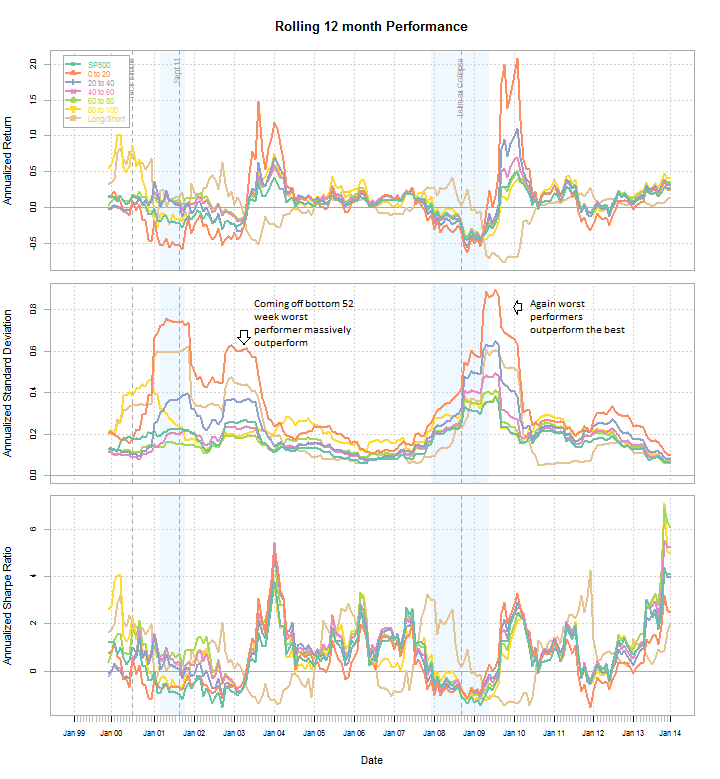 Rolling 12 month Performance
SP500
0 to 20
20 to 40
40 to 60
60 to 80
80 to 100
Long/Short
Sept 11
Lehman Collapse
Annualized Return
-0.5
0.0
0.5
1.0
1.5
2.0
Coming off bottom 52
week worst
performer massively
outperform
Again worst
performers
outperform the best
Annualized Standard Deviation
0.0
0.2
0.4
0.6
0.8
Annualized Sharpe Ratio
0
2
4
6
Jan 99
Jan 00
Jan 01
Jan 02
Jan 03
Jan 04
Jan 05
Jan 06
Jan 07
Jan 08
Jan 09
Jan 10
Jan 11
Jan 12
Jan 13
Jan 14
Date